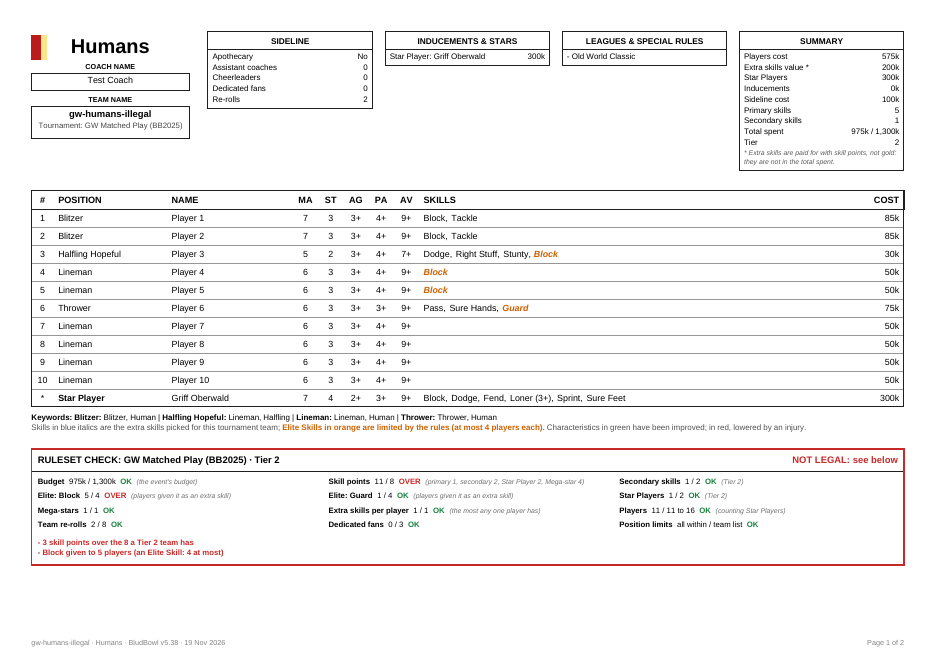 Humans
COACH NAME
Test Coach
TEAM NAME
gw-humans-illegal
Tournament: GW Matched Play (BB2025)
SIDELINE
Apothecary No
Assistant coaches 0
Cheerleaders 0
Dedicated fans 0
Re-rolls 2
INDUCEMENTS & STARS
Star Player: Griff Oberwald 300k
LEAGUES & SPECIAL RULES
- Old World Classic
SUMMARY
Players cost 575k
Extra skills value * 200k
Star Players 300k
Inducements 0k
Sideline cost 100k
Primary skills 5
Secondary skills 1
Total spent 975k / 1,300k
Tier 2
* Extra skills are paid for with skill points, not gold:
they are not in the total spent.
# POSITION NAME MA ST AG PA AV SKILLS COST
1 Blitzer Player 1 7 3 3+ 4+ 9+ Block, Tackle 85k
2 Blitzer Player 2 7 3 3+ 4+ 9+ Block, Tackle 85k
3 Halfling Hopeful Player 3 5 2 3+ 4+ 7+ Dodge, Right Stuff, Stunty, Block 30k
4 Lineman Player 4 6 3 3+ 4+ 9+ Block 50k
5 Lineman Player 5 6 3 3+ 4+ 9+ Block 50k
6 Thrower Player 6 6 3 3+ 3+ 9+ Pass, Sure Hands, Guard 75k
7 Lineman Player 7 6 3 3+ 4+ 9+ 50k
8 Lineman Player 8 6 3 3+ 4+ 9+ 50k
9 Lineman Player 9 6 3 3+ 4+ 9+ 50k
10 Lineman Player 10 6 3 3+ 4+ 9+ 50k
* Star Player Griff Oberwald 7 4 2+ 3+ 9+ Block, Dodge, Fend, Loner (3+), Sprint, Sure Feet 300k
Keywords: Blitzer: Blitzer, Human | Halfling Hopeful: Lineman, Halfling | Lineman: Lineman, Human | Thrower: Thrower, Human
Skills in blue italics are the extra skills picked for this tournament team; Elite Skills in orange are limited by the rules (at most 4 players each). Characteristics in green have been improved; in red, lowered by an injury.
RULESET CHECK: GW Matched Play (BB2025) · Tier 2 NOT LEGAL: see below
Budget 975k / 1,300k OK (the event's budget) Skill points 11 / 8 OVER (primary 1, secondary 2, Star Player 2, Mega-star 4) Secondary skills 1 / 2 OK (Tier 2)
Elite: Block 5 / 4 OVER (players given it as an extra skill) Elite: Guard 1 / 4 OK (players given it as an extra skill) Star Players 1 / 2 OK (Tier 2)
Mega-stars 1 / 1 OK Extra skills per player 1 / 1 OK (the most any one player has) Players 11 / 11 to 16 OK (counting Star Players)
Team re-rolls 2 / 8 OK Dedicated fans 0 / 3 OK Position limits all within / team list OK
- 3 skill points over the 8 a Tier 2 team has
- Block given to 5 players (an Elite Skill: 4 at most)
gw-humans-illegal · Humans · BludBowl v5.38 · 19 Nov 2026 Page 1 of 2